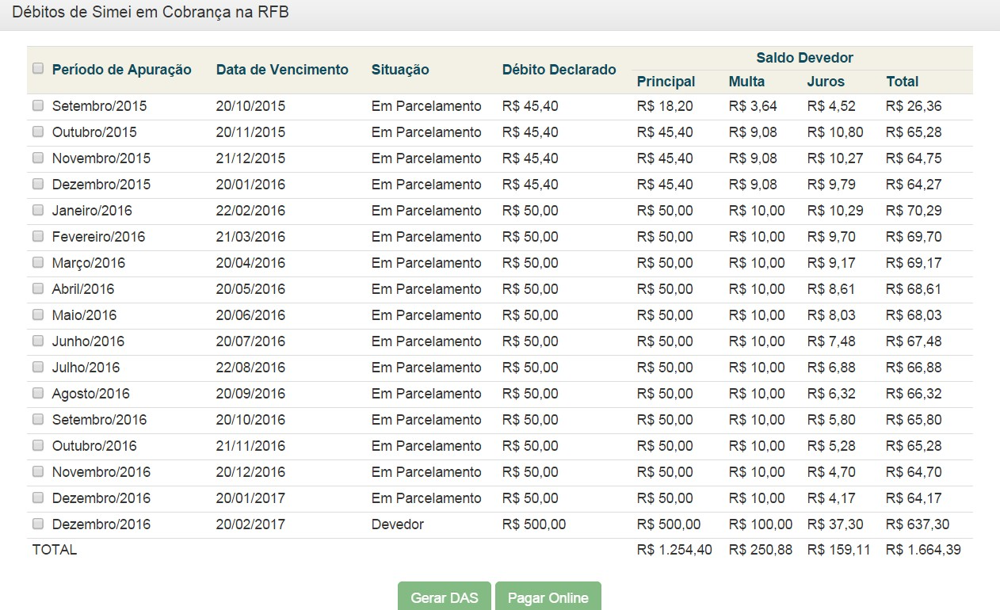 Débitos de Simei em Cobrança na RFB
Saldo Devedor
Período de Apuração Data de Vencimento Situação Débito Declarado
Principal Multa Juros Total
Setembro/2015 20/10/2015 Em Parcelamento R$ 45,40 R$ 18,20 R$ 3,64 R$ 4,52 R$ 26,36
Outubro/2015 20/11/2015 Em Parcelamento R$ 45,40 R$ 45,40 R$ 9,08 R$ 10,80 R$ 65,28
Novembro/2015 21/12/2015 Em Parcelamento R$ 45,40 R$ 45,40 R$ 9,08 R$ 10,27 R$ 64,75
Dezembro/2015 20/01/2016 Em Parcelamento R$ 45,40 R$ 45,40 R$ 9,08 R$ 9,79 R$ 64,27
Janeiro/2016 22/02/2016 Em Parcelamento R$ 50,00 R$ 50,00 R$ 10,00 R$ 10,29 R$ 70,29
Fevereiro/2016 21/03/2016 Em Parcelamento R$ 50,00 R$ 50,00 R$ 10,00 R$ 9,70 R$ 69,70
Março/2016 20/04/2016 Em Parcelamento R$ 50,00 R$ 50,00 R$ 10,00 R$ 9,17 R$ 69,17
Abril/2016 20/05/2016 Em Parcelamento R$ 50,00 R$ 50,00 R$ 10,00 R$ 8,61 R$ 68,61
Maio/2016 20/06/2016 Em Parcelamento R$ 50,00 R$ 50,00 R$ 10,00 R$ 8,03 R$ 68,03
Junho/2016 20/07/2016 Em Parcelamento R$ 50,00 R$ 50,00 R$ 10,00 R$ 7,48 R$ 67,48
Julho/2016 22/08/2016 Em Parcelamento R$ 50,00 R$ 50,00 R$ 10,00 R$ 6,88 R$ 66,88
Agosto/2016 20/09/2016 Em Parcelamento R$ 50,00 R$ 50,00 R$ 10,00 R$ 6,32 R$ 66,32
Setembro/2016 20/10/2016 Em Parcelamento R$ 50,00 R$ 50,00 R$ 10,00 R$ 5,80 R$ 65,80
Outubro/2016 21/11/2016 Em Parcelamento R$ 50,00 R$ 50,00 R$ 10,00 R$ 5,28 R$ 65,28
Novembro/2016 20/12/2016 Em Parcelamento R$ 50,00 R$ 50,00 R$ 10,00 R$ 4,70 R$ 64,70
Dezembro/2016 20/01/2017 Em Parcelamento R$ 50,00 R$ 50,00 R$ 10,00 R$ 4,17 R$ 64,17
Dezembro/2016 20/02/2017 Devedor R$ 500,00 R$ 500,00 R$ 100,00 R$ 37,30 R$ 637,30
TOTAL R$ 1.254,40 R$ 250,88 R$ 159,11 R$ 1.664,39
Gerar DAS Pagar Online